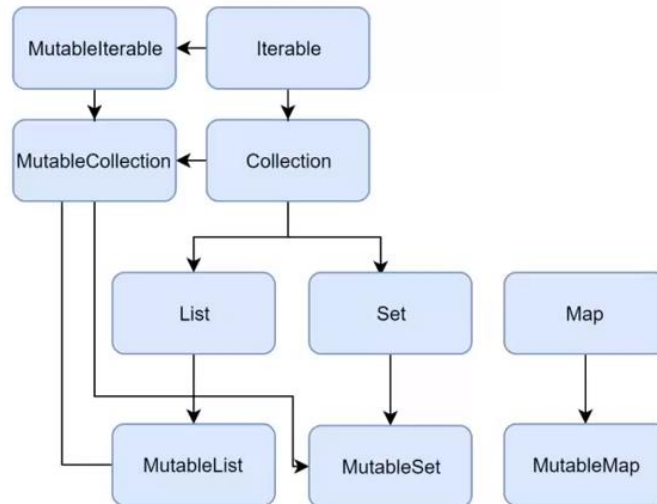 MutableIterable
Iterable
MutableCollection
Collection
List
Set
Map
MutableList
MutableSet
MutableMap